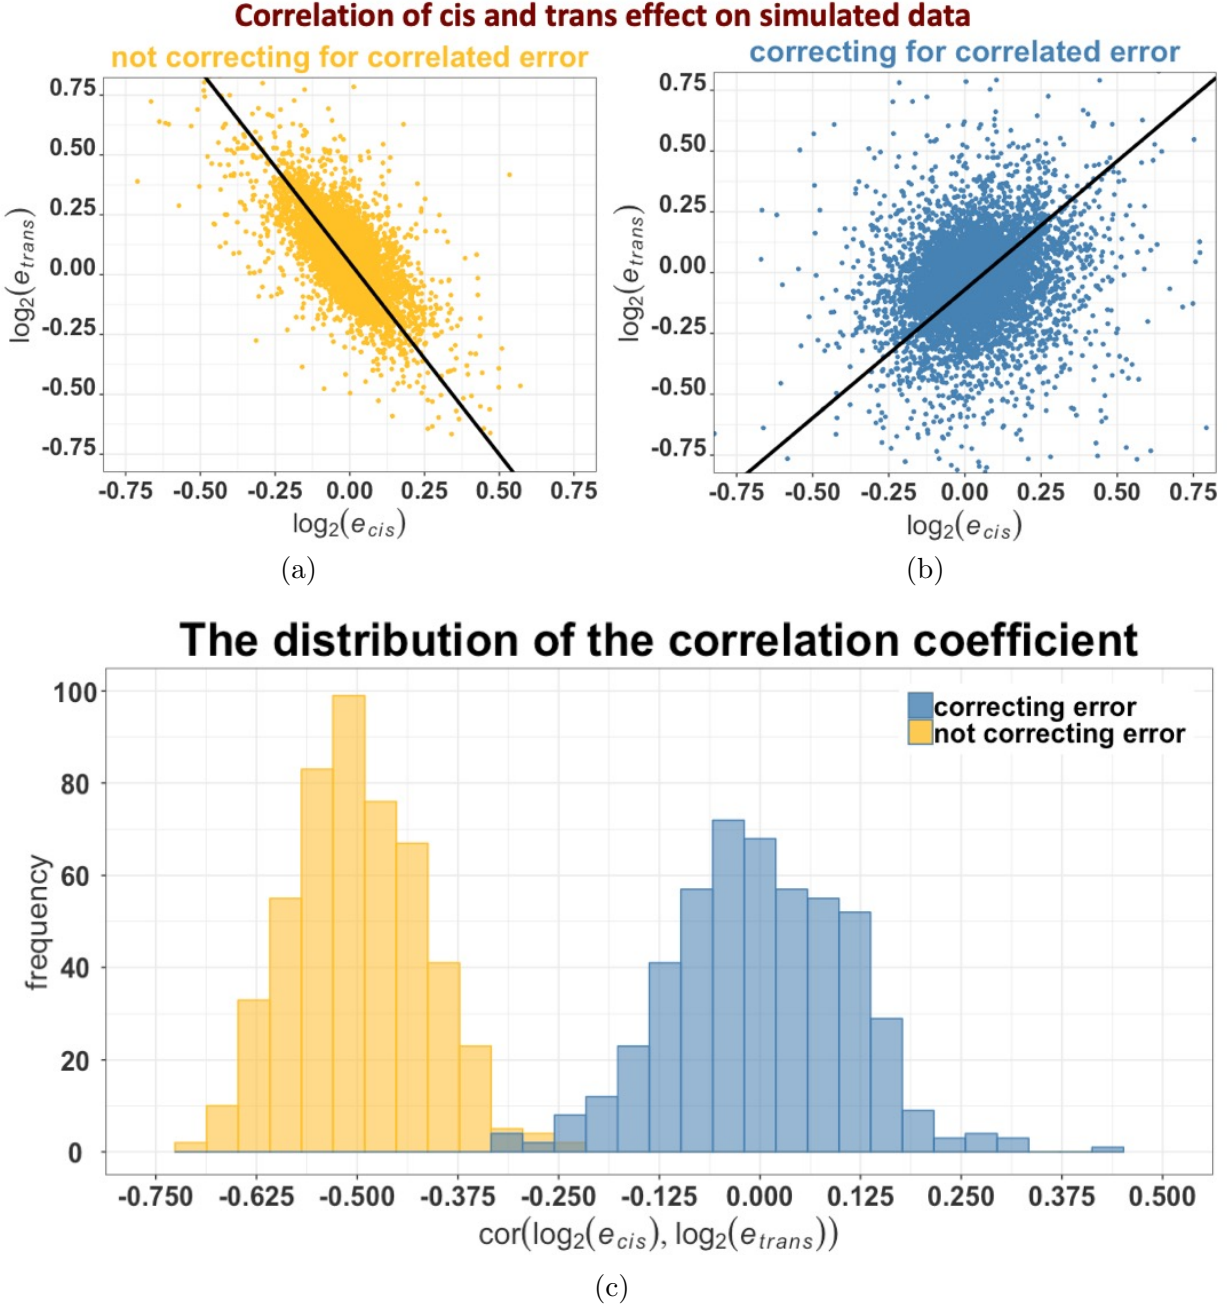 Correlation of cis and trans effect on simulated data
not correcting for correlated error
correcting for correlated error
0.75
0.50
0.25
0.00
-0.25
-0.50
-0.75
log₂(e_trans)
-0.75 -0.50 -0.25 0.00 0.25 0.50 0.75
log₂(e_cis)
(a)
0.75
0.50
0.25
0.00
-0.25
-0.50
-0.75
log₂(e_trans)
-0.75 -0.50 -0.25 0.00 0.25 0.50 0.75
log₂(e_cis)
(b)
The distribution of the correlation coefficient
correcting error
not correcting error
100
80
60
40
20
0
frequency
-0.750 -0.625 -0.500 -0.375 -0.250 -0.125 0.000 0.125 0.250 0.375 0.500
cor(log₂(e_cis), log₂(e_trans))
(c)